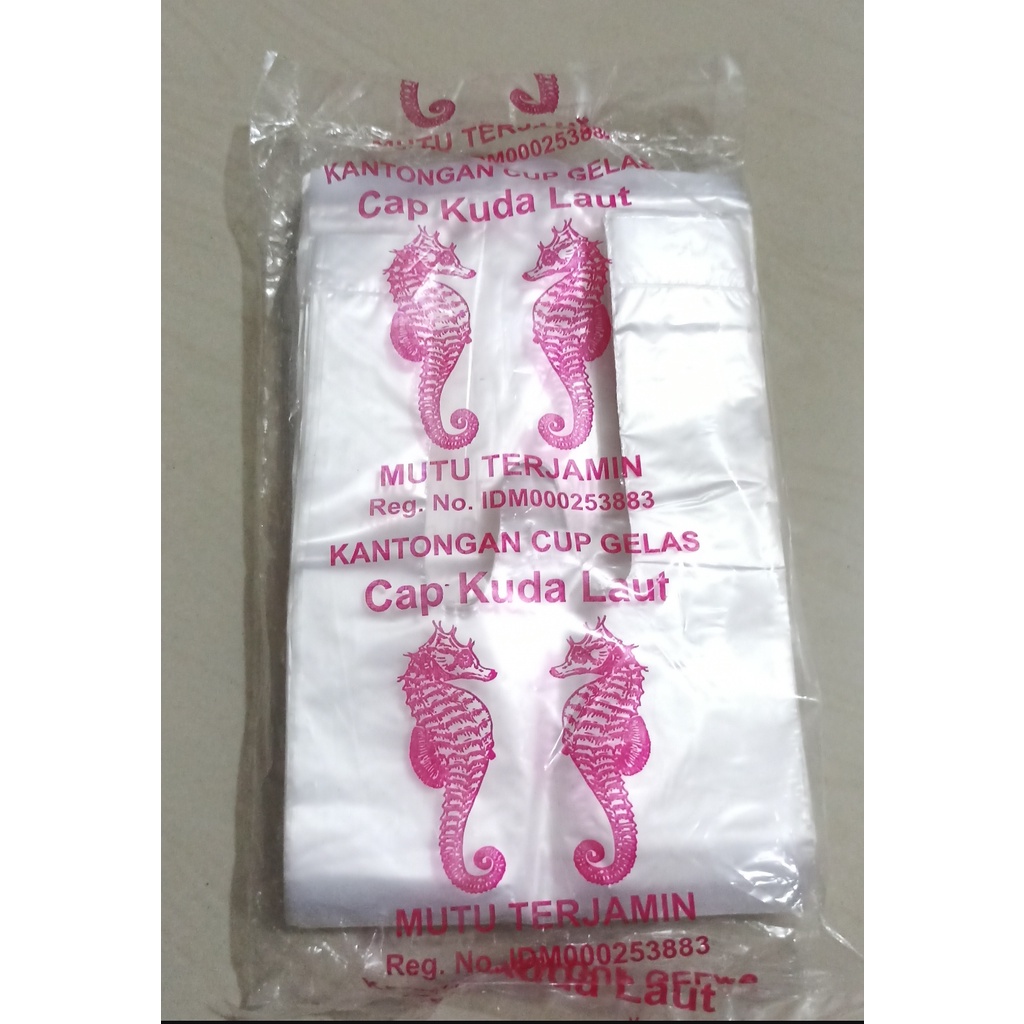 MUTU
KANTONGAN CUP GELAS
Cap Kuda Laut
MUTU TERJAMIN
Reg. No. IDM000253883
KANTONGAN CUP GELAS
Cap Kuda Laut
MUTU TERJAMIN
Reg. No. IDM000253883
Laut